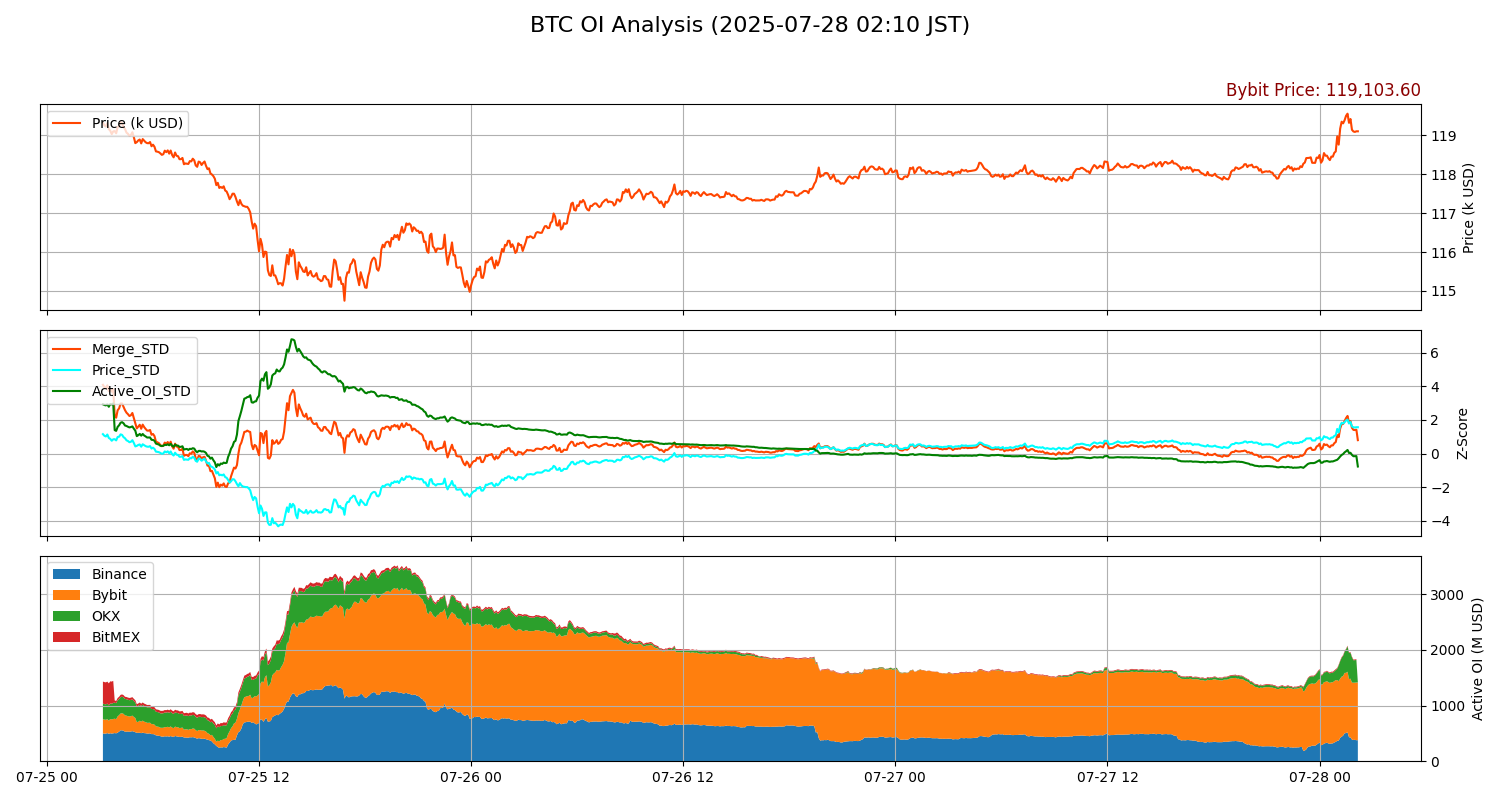 BTC OI Analysis (2025-07-28 02:10 JST)
Bybit Price: 119,103.60
Price (k USD)
119
118
117
116
115
Price (k USD)
Merge_STD
Price_STD
Active_OI_STD
6
4
2
0
−2
−4
Z-Score
Binance
Bybit
OKX
BitMEX
3000
2000
1000
0
Active OI (M USD)
07-25 00
07-25 12
07-26 00
07-26 12
07-27 00
07-27 12
07-28 00